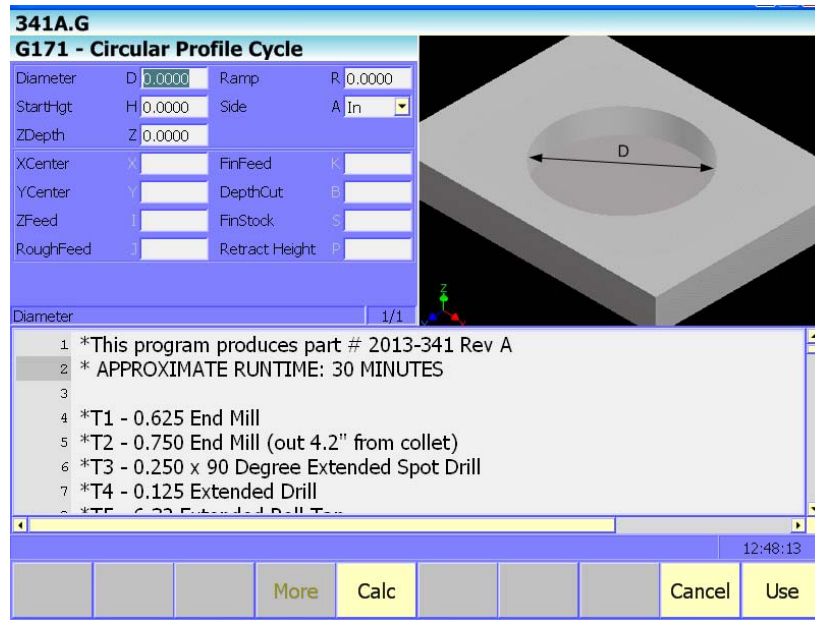 341A.G
G171 - Circular Profile Cycle
Diameter D 0.0000 Ramp R 0.0000
StartHgt H 0.0000 Side A In
ZDepth Z 0.0000
XCenter X FinFeed K
YCenter Y DepthCut B
ZFeed I FinStock S
RoughFeed J Retract Height P
Diameter 1/1
D
Z
1 *This program produces part # 2013-341 Rev A
2 * APPROXIMATE RUNTIME: 30 MINUTES
3
4 *T1 - 0.625 End Mill
5 *T2 - 0.750 End Mill (out 4.2" from collet)
6 *T3 - 0.250 x 90 Degree Extended Spot Drill
7 *T4 - 0.125 Extended Drill
12:48:13
More Calc Cancel Use